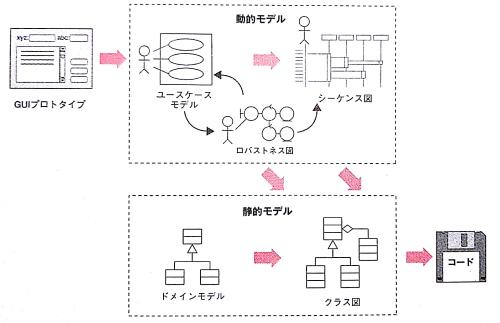 動的モデル
xyz: abc:
GUIプロトタイプ
ユースケース
モデル
シーケンス図
ロバストネス図
静的モデル
ドメインモデル
クラス図
コード